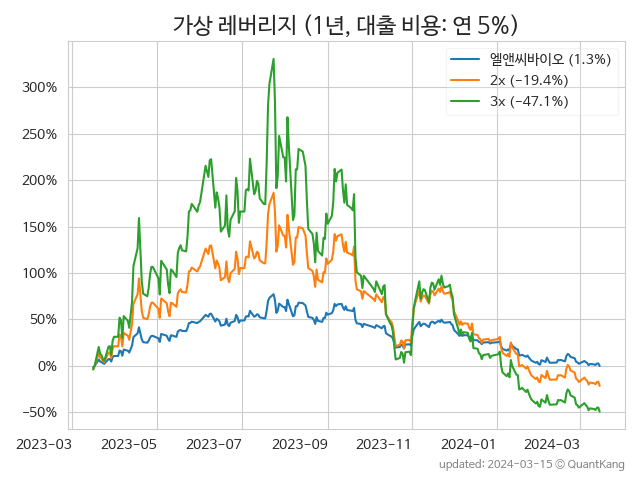 가상 레버리지 (1년, 대출 비용: 연 5%)
엘앤씨바이오 (1.3%)
2x (−19.4%)
3x (−47.1%)
300%
250%
200%
150%
100%
50%
0%
−50%
2023-03 2023-05 2023-07 2023-09 2023-11 2024-01 2024-03
updated: 2024-03-15 © QuantKang